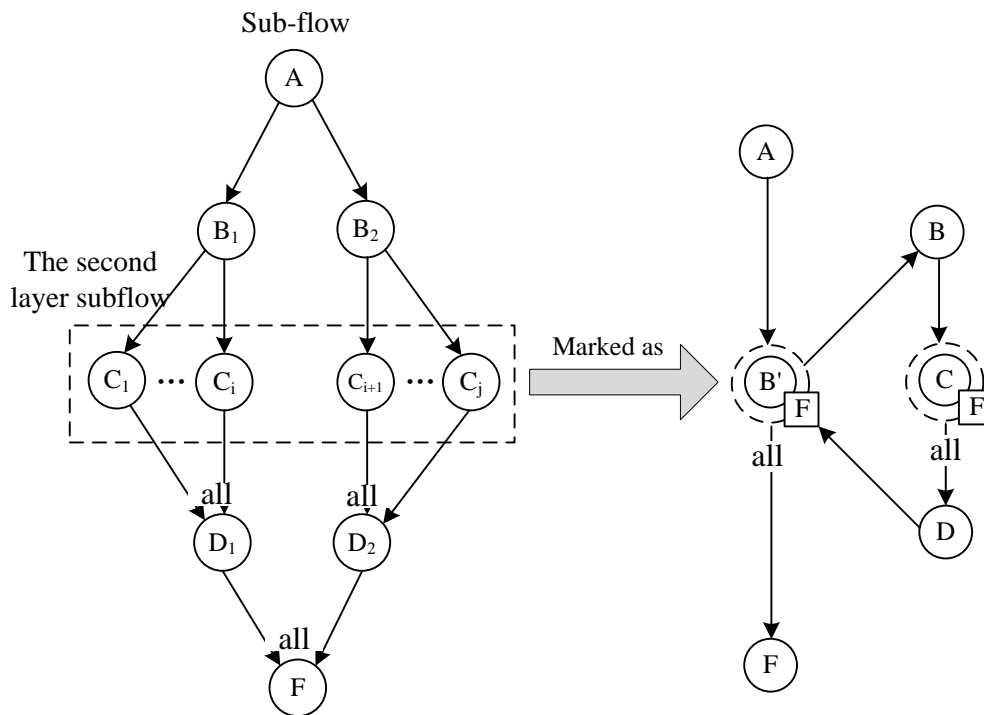 Sub-flow
A
B₁
B₂
The second
layer subflow
C₁ ··· Cᵢ
Cᵢ₊₁ ··· Cⱼ
all
all
D₁
D₂
all
F
Marked as
A
B
B'
F
C
F
all
all
D
F